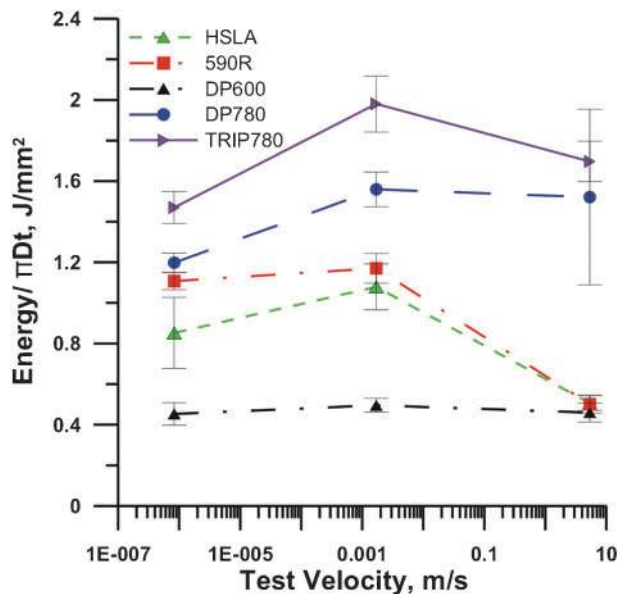 2.4
HSLA
590R
DP600
DP780
TRIP780
2
1.6
1.2
0.8
0.4
0
Energy/ πDt, J/mm²
1E-007 1E-005 0.001 0.1 10
Test Velocity, m/s